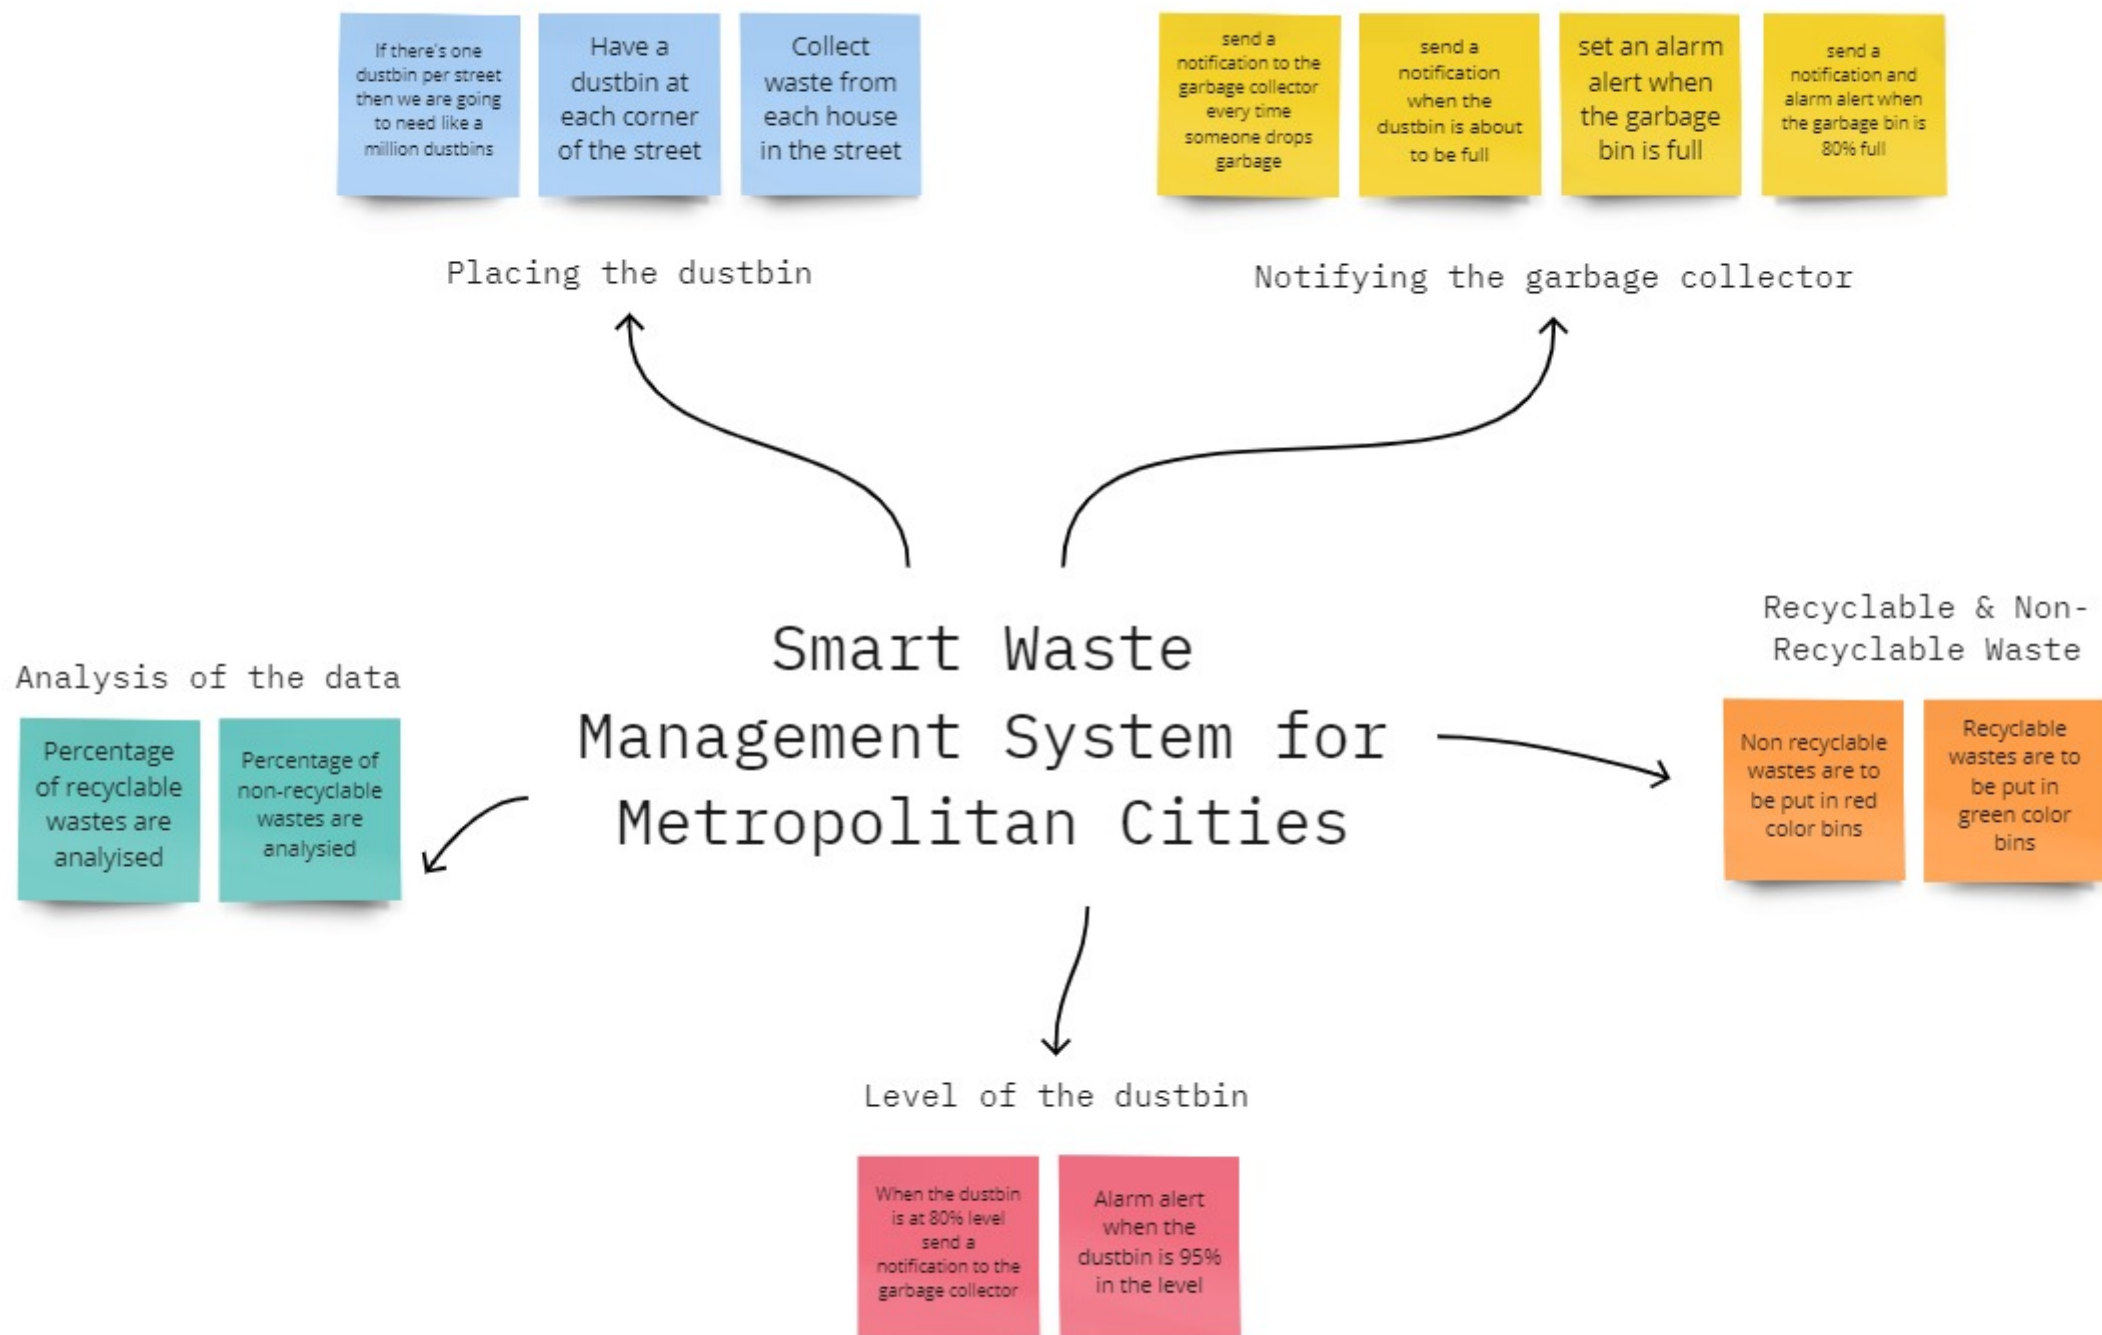 If there's one
dustbin per street
then we are going
to need like a
million dustbins
Have a
dustbin at
each corner
of the street
Collect
waste from
each house
in the street
Placing the dustbin
send a
notification to the
garbage collector
every time
someone drops
garbage
send a
notification
when the
dustbin is about
to be full
set an alarm
alert when
the garbage
bin is full
send a
notification and
alarm alert when
the garbage bin is
80% full
Notifying the garbage collector
Smart Waste
Management System for
Metropolitan Cities
Analysis of the data
Percentage
of recyclable
wastes are
analyised
Percentage of
non-recyclable
wastes are
analysied
Recyclable & Non-
Recyclable Waste
Non recyclable
wastes are to
be put in red
color bins
Recyclable
wastes are to
be put in
green color
bins
Level of the dustbin
When the dustbin
is at 80% level
send a
notification to the
garbage collector
Alarm alert
when the
dustbin is 95%
in the level